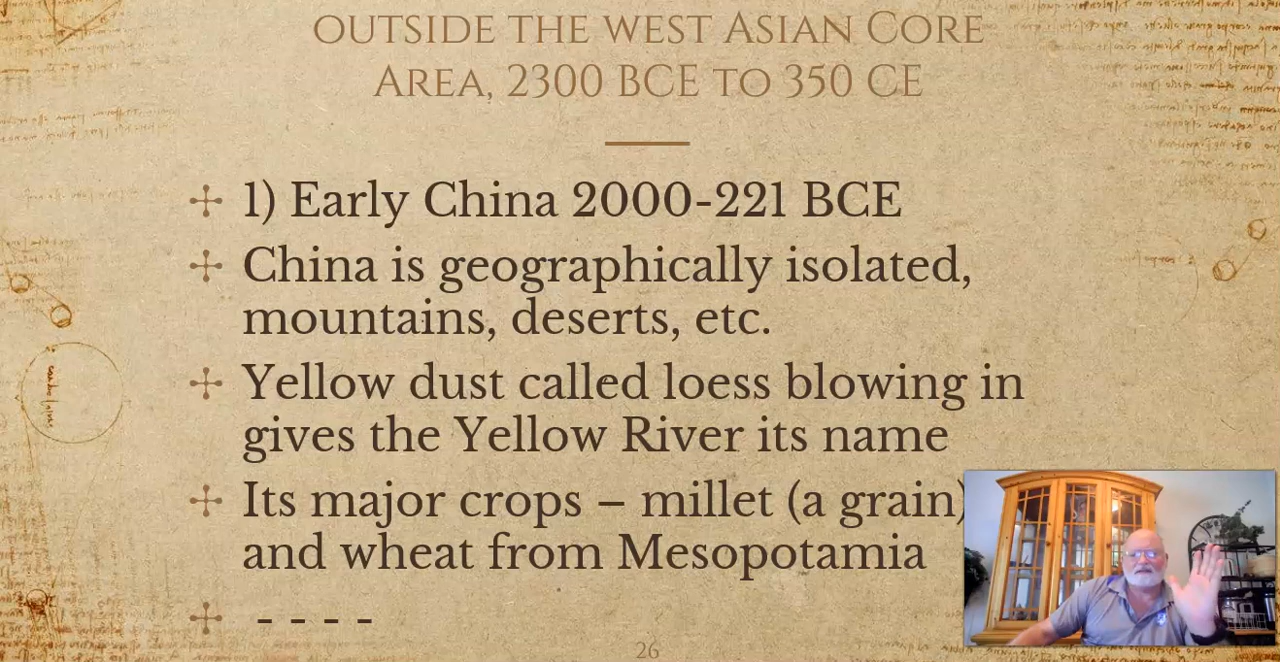 OUTSIDE THE WEST ASIAN CORE
AREA, 2300 BCE TO 350 CE
1) Early China 2000-221 BCE
China is geographically isolated,
mountains, deserts, etc.
Yellow dust called loess blowing in
gives the Yellow River its name
Its major crops – millet (a grain)
and wheat from Mesopotamia
- - - -
26